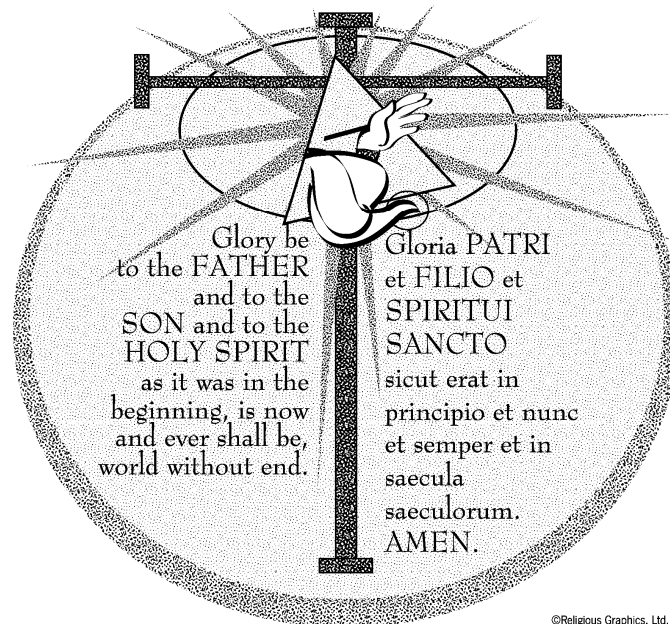 Glory be
to the FATHER
and to the
SON and to the
HOLY SPIRIT
as it was in the
beginning, is now
and ever shall be,
world without end.
Gloria PATRI
et FILIO et
SPIRITUI
SANCTO
sicut erat in
principio et nunc
et semper et in
saecula
saeculorum.
AMEN.
©Religious Graphics, Ltd.